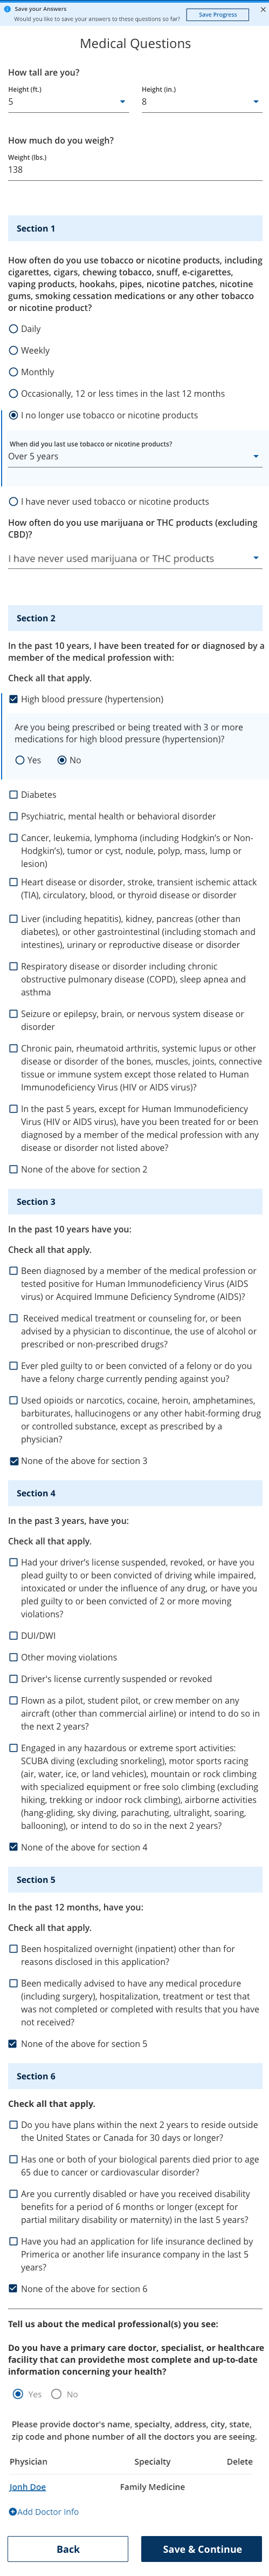 Save your Answers
Would you like to save your answers to these questions so far?
Save Progress
Medical Questions
How tall are you?
Height (ft.)
Height (in.)
5
8
How much do you weigh?
Weight (lbs.)
138
Section 1
How often do you use tobacco or nicotine products, including
cigarettes, cigars, chewing tobacco, snuff, e-cigarettes,
vaping products, hookahs, pipes, nicotine patches, nicotine
gums, smoking cessation medications or any other tobacco
or nicotine product?
Daily
Weekly
Monthly
Occasionally, 12 or less times in the last 12 months
I no longer use tobacco or nicotine products
When did you last use tobacco or nicotine products?
Over 5 years
I have never used tobacco or nicotine products
How often do you use marijuana or THC products (excluding
CBD)?
I have never used marijuana or THC products
Section 2
In the past 10 years, I have been treated for or diagnosed by a
member of the medical profession with:
Check all that apply.
High blood pressure (hypertension)
Are you being prescribed or being treated with 3 or more
medications for high blood pressure (hypertension)?
Yes
No
Diabetes
Psychiatric, mental health or behavioral disorder
Cancer, leukemia, lymphoma (including Hodgkin's or Non-
Hodgkin's), tumor or cyst, nodule, polyp, mass, lump or
lesion)
Heart disease or disorder, stroke, transient ischemic attack
(TIA), circulatory, blood, or thyroid disease or disorder
Liver (including hepatitis), kidney, pancreas (other than
diabetes), or other gastrointestinal (including stomach and
intestines), urinary or reproductive disease or disorder
Respiratory disease or disorder including chronic
obstructive pulmonary disease (COPD), sleep apnea and
asthma
Seizure or epilepsy, brain, or nervous system disease or
disorder
Chronic pain, rheumatoid arthritis, systemic lupus or other
disease or disorder of the bones, muscles, joints, connective
tissue or immune system except those related to Human
Immunodeficiency Virus (HIV or AIDS virus)?
In the past 5 years, except for Human Immunodeficiency
Virus (HIV or AIDS virus), have you been treated for or been
diagnosed by a member of the medical profession with any
disease or disorder not listed above?
None of the above for section 2
Section 3
In the past 10 years have you:
Check all that apply.
Been diagnosed by a member of the medical profession or
tested positive for Human Immunodeficiency Virus (AIDS
virus) or Acquired Immune Deficiency Syndrome (AIDS)?
Received medical treatment or counseling for, or been
advised by a physician to discontinue, the use of alcohol or
prescribed or non-prescribed drugs?
Ever pled guilty to or been convicted of a felony or do you
have a felony charge currently pending against you?
Used opioids or narcotics, cocaine, heroin, amphetamines,
barbiturates, hallucinogens or any other habit-forming drug
or controlled substance, except as prescribed by a
physician?
None of the above for section 3
Section 4
In the past 3 years, have you:
Check all that apply.
Had your driver's license suspended, revoked, or have you
plead guilty to or been convicted of driving while impaired,
intoxicated or under the influence of any drug, or have you
pled guilty to or been convicted of 2 or more moving
violations?
DUI/DWI
Other moving violations
Driver's license currently suspended or revoked
Flown as a pilot, student pilot, or crew member on any
aircraft (other than commercial airline) or intend to do so in
the next 2 years?
Engaged in any hazardous or extreme sport activities:
SCUBA diving (excluding snorkeling), motor sports racing
(air, water, ice, or land vehicles), mountain or rock climbing
with specialized equipment or free solo climbing (excluding
hiking, trekking or indoor rock climbing), airborne activities
(hang-gliding, sky diving, parachuting, ultralight, soaring,
ballooning), or intend to do so in the next 2 years?
None of the above for section 4
Section 5
In the past 12 months, have you:
Check all that apply.
Been hospitalized overnight (inpatient) other than for
reasons disclosed in this application?
Been medically advised to have any medical procedure
(including surgery), hospitalization, treatment or test that
was not completed or completed with results that you have
not received?
None of the above for section 5
Section 6
Check all that apply.
Do you have plans within the next 2 years to reside outside
the United States or Canada for 30 days or longer?
Has one or both of your biological parents died prior to age
65 due to cancer or cardiovascular disorder?
Are you currently disabled or have you received disability
benefits for a period of 6 months or longer (except for
partial military disability or maternity) in the last 5 years?
Have you had an application for life insurance declined by
Primerica or another life insurance company in the last 5
years?
None of the above for section 6
Tell us about the medical professional(s) you see:
Do you have a primary care doctor, specialist, or healthcare
facility that can providethe most complete and up-to-date
information concerning your health?
Yes
No
Please provide doctor's name, specialty, address, city, state,
zip code and phone number of all the doctors you are seeing.
Physician
Specialty
Delete
Jonh Doe
Family Medicine
Add Doctor Info
Back
Save & Continue